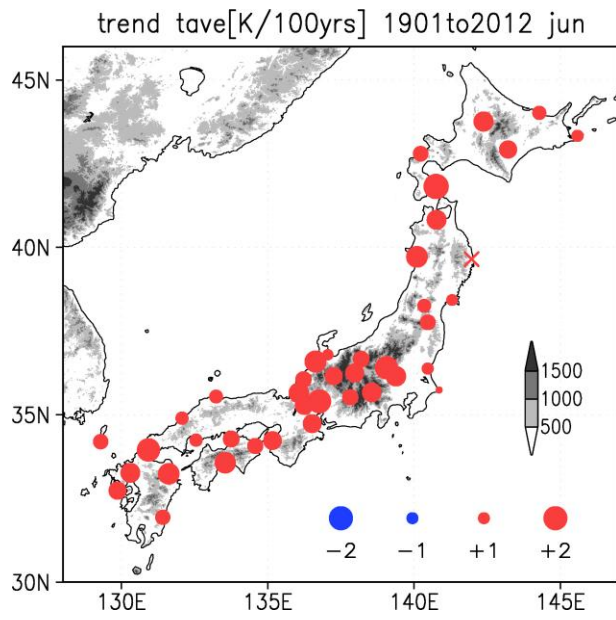 trend tave[K/100yrs] 1901to2012 jun
45N
40N
1500
1000
500
35N
-2 -1 +1 +2
30N
130E 135E 140E 145E